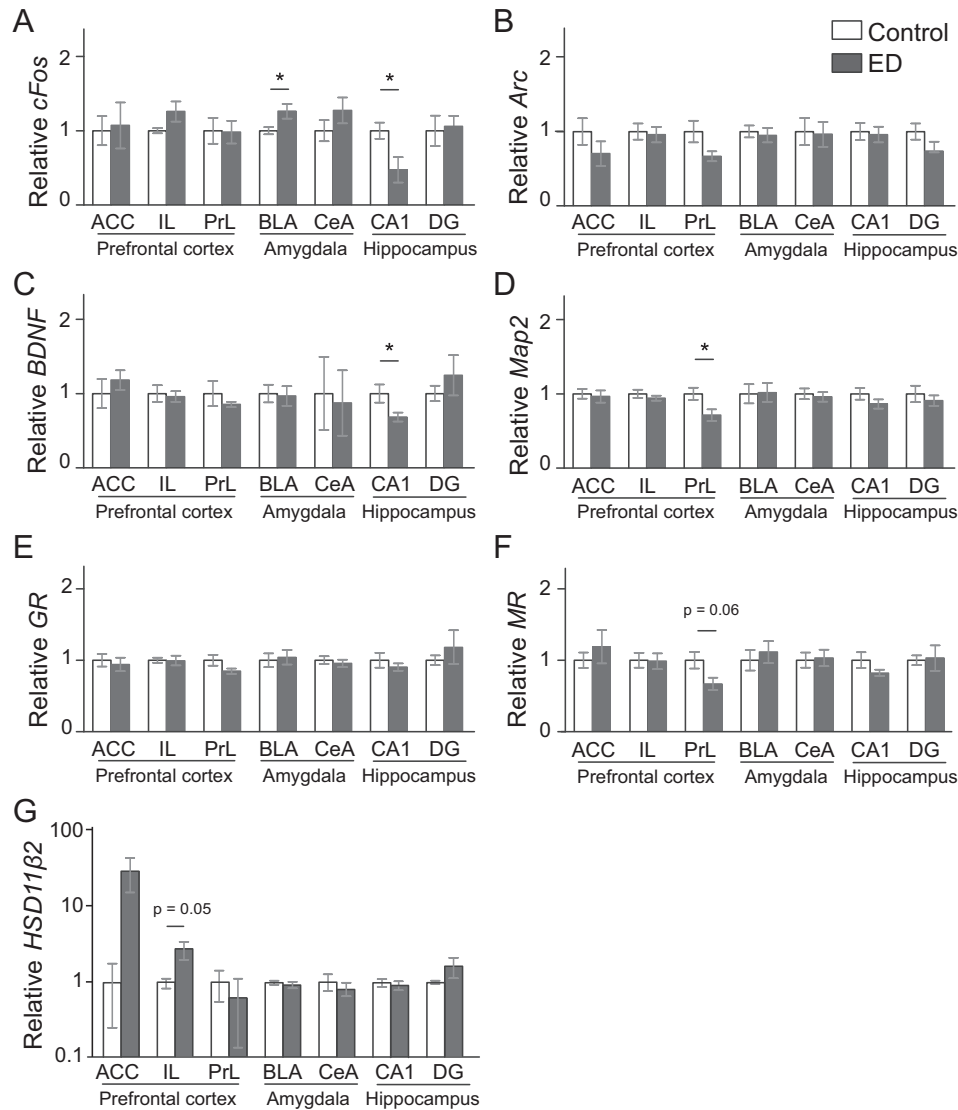 A
Relative cFos
2
1
0
* *
ACC IL PrL BLA CeA CA1 DG
Prefrontal cortex Amygdala Hippocampus
B
Relative Arc
2
1
0
Control
ED
ACC IL PrL BLA CeA CA1 DG
Prefrontal cortex Amygdala Hippocampus
C
Relative BDNF
2
1
0
*
ACC IL PrL BLA CeA CA1 DG
Prefrontal cortex Amygdala Hippocampus
D
Relative Map2
2
1
0
*
ACC IL PrL BLA CeA CA1 DG
Prefrontal cortex Amygdala Hippocampus
E
Relative GR
2
1
0
ACC IL PrL BLA CeA CA1 DG
Prefrontal cortex Amygdala Hippocampus
F
Relative MR
2
1
0
p = 0.06
ACC IL PrL BLA CeA CA1 DG
Prefrontal cortex Amygdala Hippocampus
G
Relative HSD11β2
100
10
1
0.1
p = 0.05
ACC IL PrL BLA CeA CA1 DG
Prefrontal cortex Amygdala Hippocampus